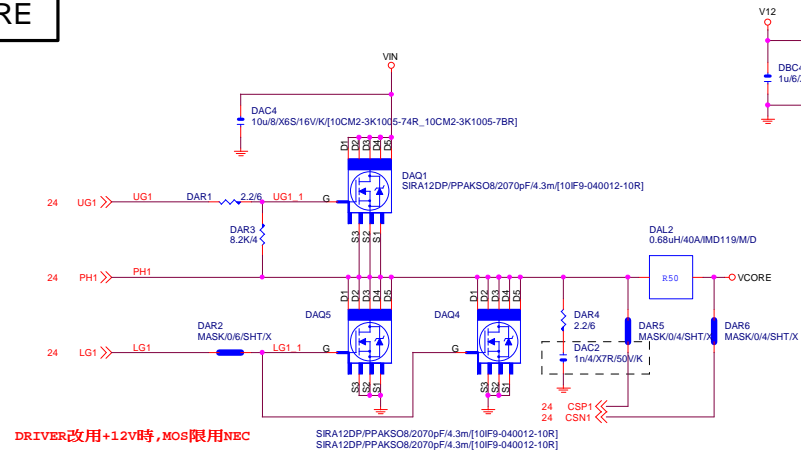 RE
V12
DBC4
1u/6/
VIN
DAC4
10u/8/X6S/16V/K/[10CM2-3K1005-74R_10CM2-3K1005-7BR]
D1 D2 D3 D4 D5
DAQ1
SIRA12DP/PPAKSO8/2070pF/4.3m/[10IF9-040012-10R]
24 UG1 UG1 DAR1 2.2/6 UG1_1 G
S3 S2 S1
DAR3
8.2K/4
DAL2
0.68uH/40A/IMD119/M/D
24 PH1 PH1 R50 VCORE
D1 D2 D3 D4 D5 D1 D2 D3 D4 D5
DAQ5 DAQ4
DAR4
2.2/6
DAR2
MASK/0/6/SHT/X
DAR5
MASK/0/4/SHT/X
DAR6
MASK/0/4/SHT/X
24 LG1 LG1 LG1_1 G G
DAC2
1n/4/X7R/50V/K
S3 S2 S1 S3 S2 S1
24 CSP1
24 CSN1
DRIVER改用+12V時,MOS限用NEC
SIRA12DP/PPAKSO8/2070pF/4.3m/[10IF9-040012-10R]
SIRA12DP/PPAKSO8/2070pF/4.3m/[10IF9-040012-10R]